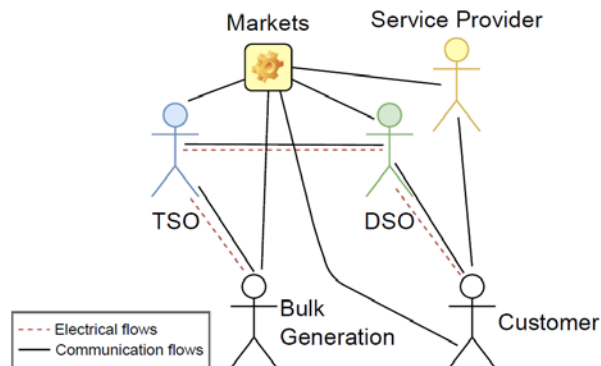 Service Provider
Markets
TSO
DSO
Bulk
Generation
Customer
Electrical flows
Communication flows